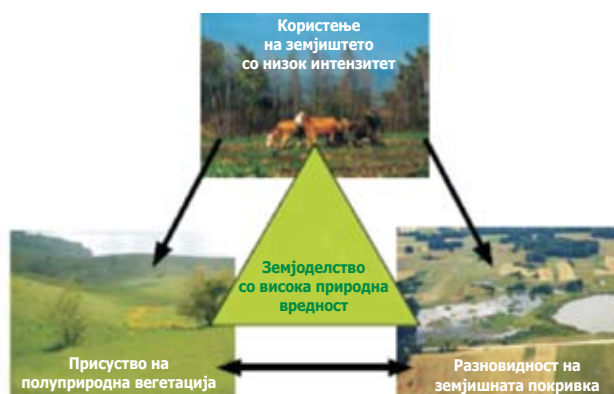 Користење
на земјиштето
со низок интензитет
Земјоделство
со висока природна
вредност
Присуство на
полуприродна вегетација
Разновидност на
земјишната покривка